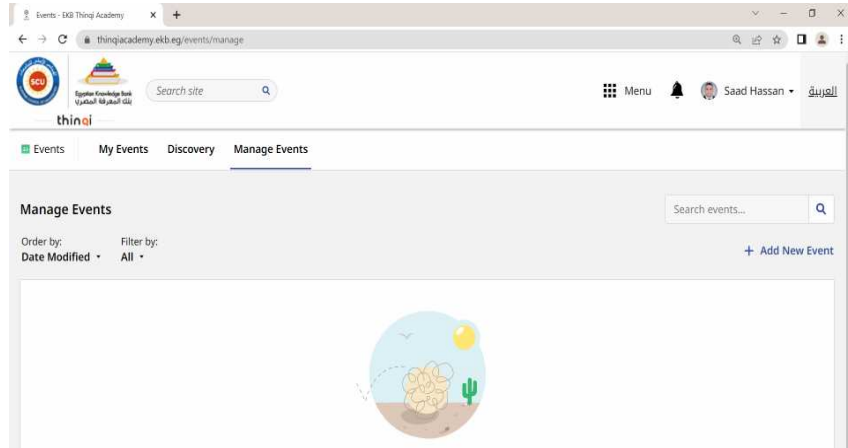 Events - EKB Thinqi Academy
thinqiacademy.ekb.eg/events/manage
SCU
Egyptian Knowledge Bank
بنك المعرفة المصري
thinqi
Search site
Menu
Saad Hassan
العربية
Events My Events Discovery Manage Events
Manage Events
Search events...
Order by: Filter by:
Date Modified All
+ Add New Event